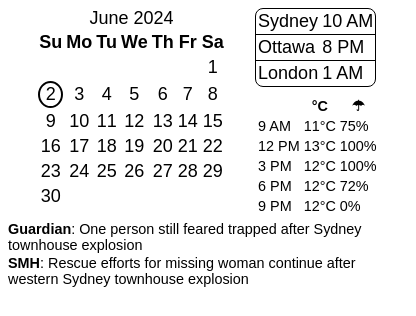 June 2024
Su Mo Tu We Th Fr Sa
1
2 3 4 5 6 7 8
9 10 11 12 13 14 15
16 17 18 19 20 21 22
23 24 25 26 27 28 29
30
Sydney 10 AM
Ottawa 8 PM
London 1 AM
°C ☂
9 AM 11°C 75%
12 PM 13°C 100%
3 PM 12°C 100%
6 PM 12°C 72%
9 PM 12°C 0%
Guardian: One person still feared trapped after Sydney
townhouse explosion
SMH: Rescue efforts for missing woman continue after
western Sydney townhouse explosion